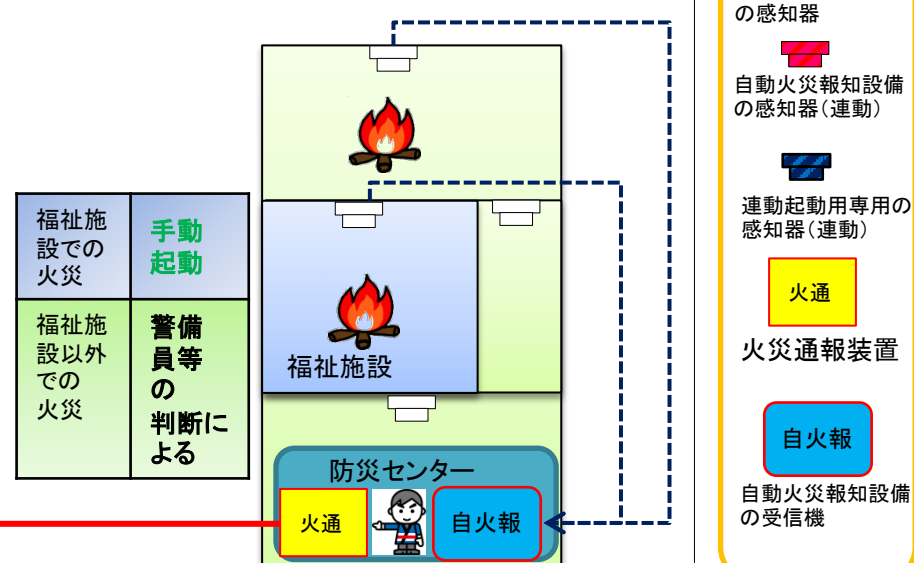 福祉施
設での
火災
手動
起動
福祉施
設以外
での
火災
警備
員等
の
判断に
よる
福祉施設
防災センター
火通
自火報
の感知器
自動火災報知設備
の感知器(連動)
連動起動用専用の
感知器(連動)
火通
火災通報装置
自火報
自動火災報知設備
の受信機